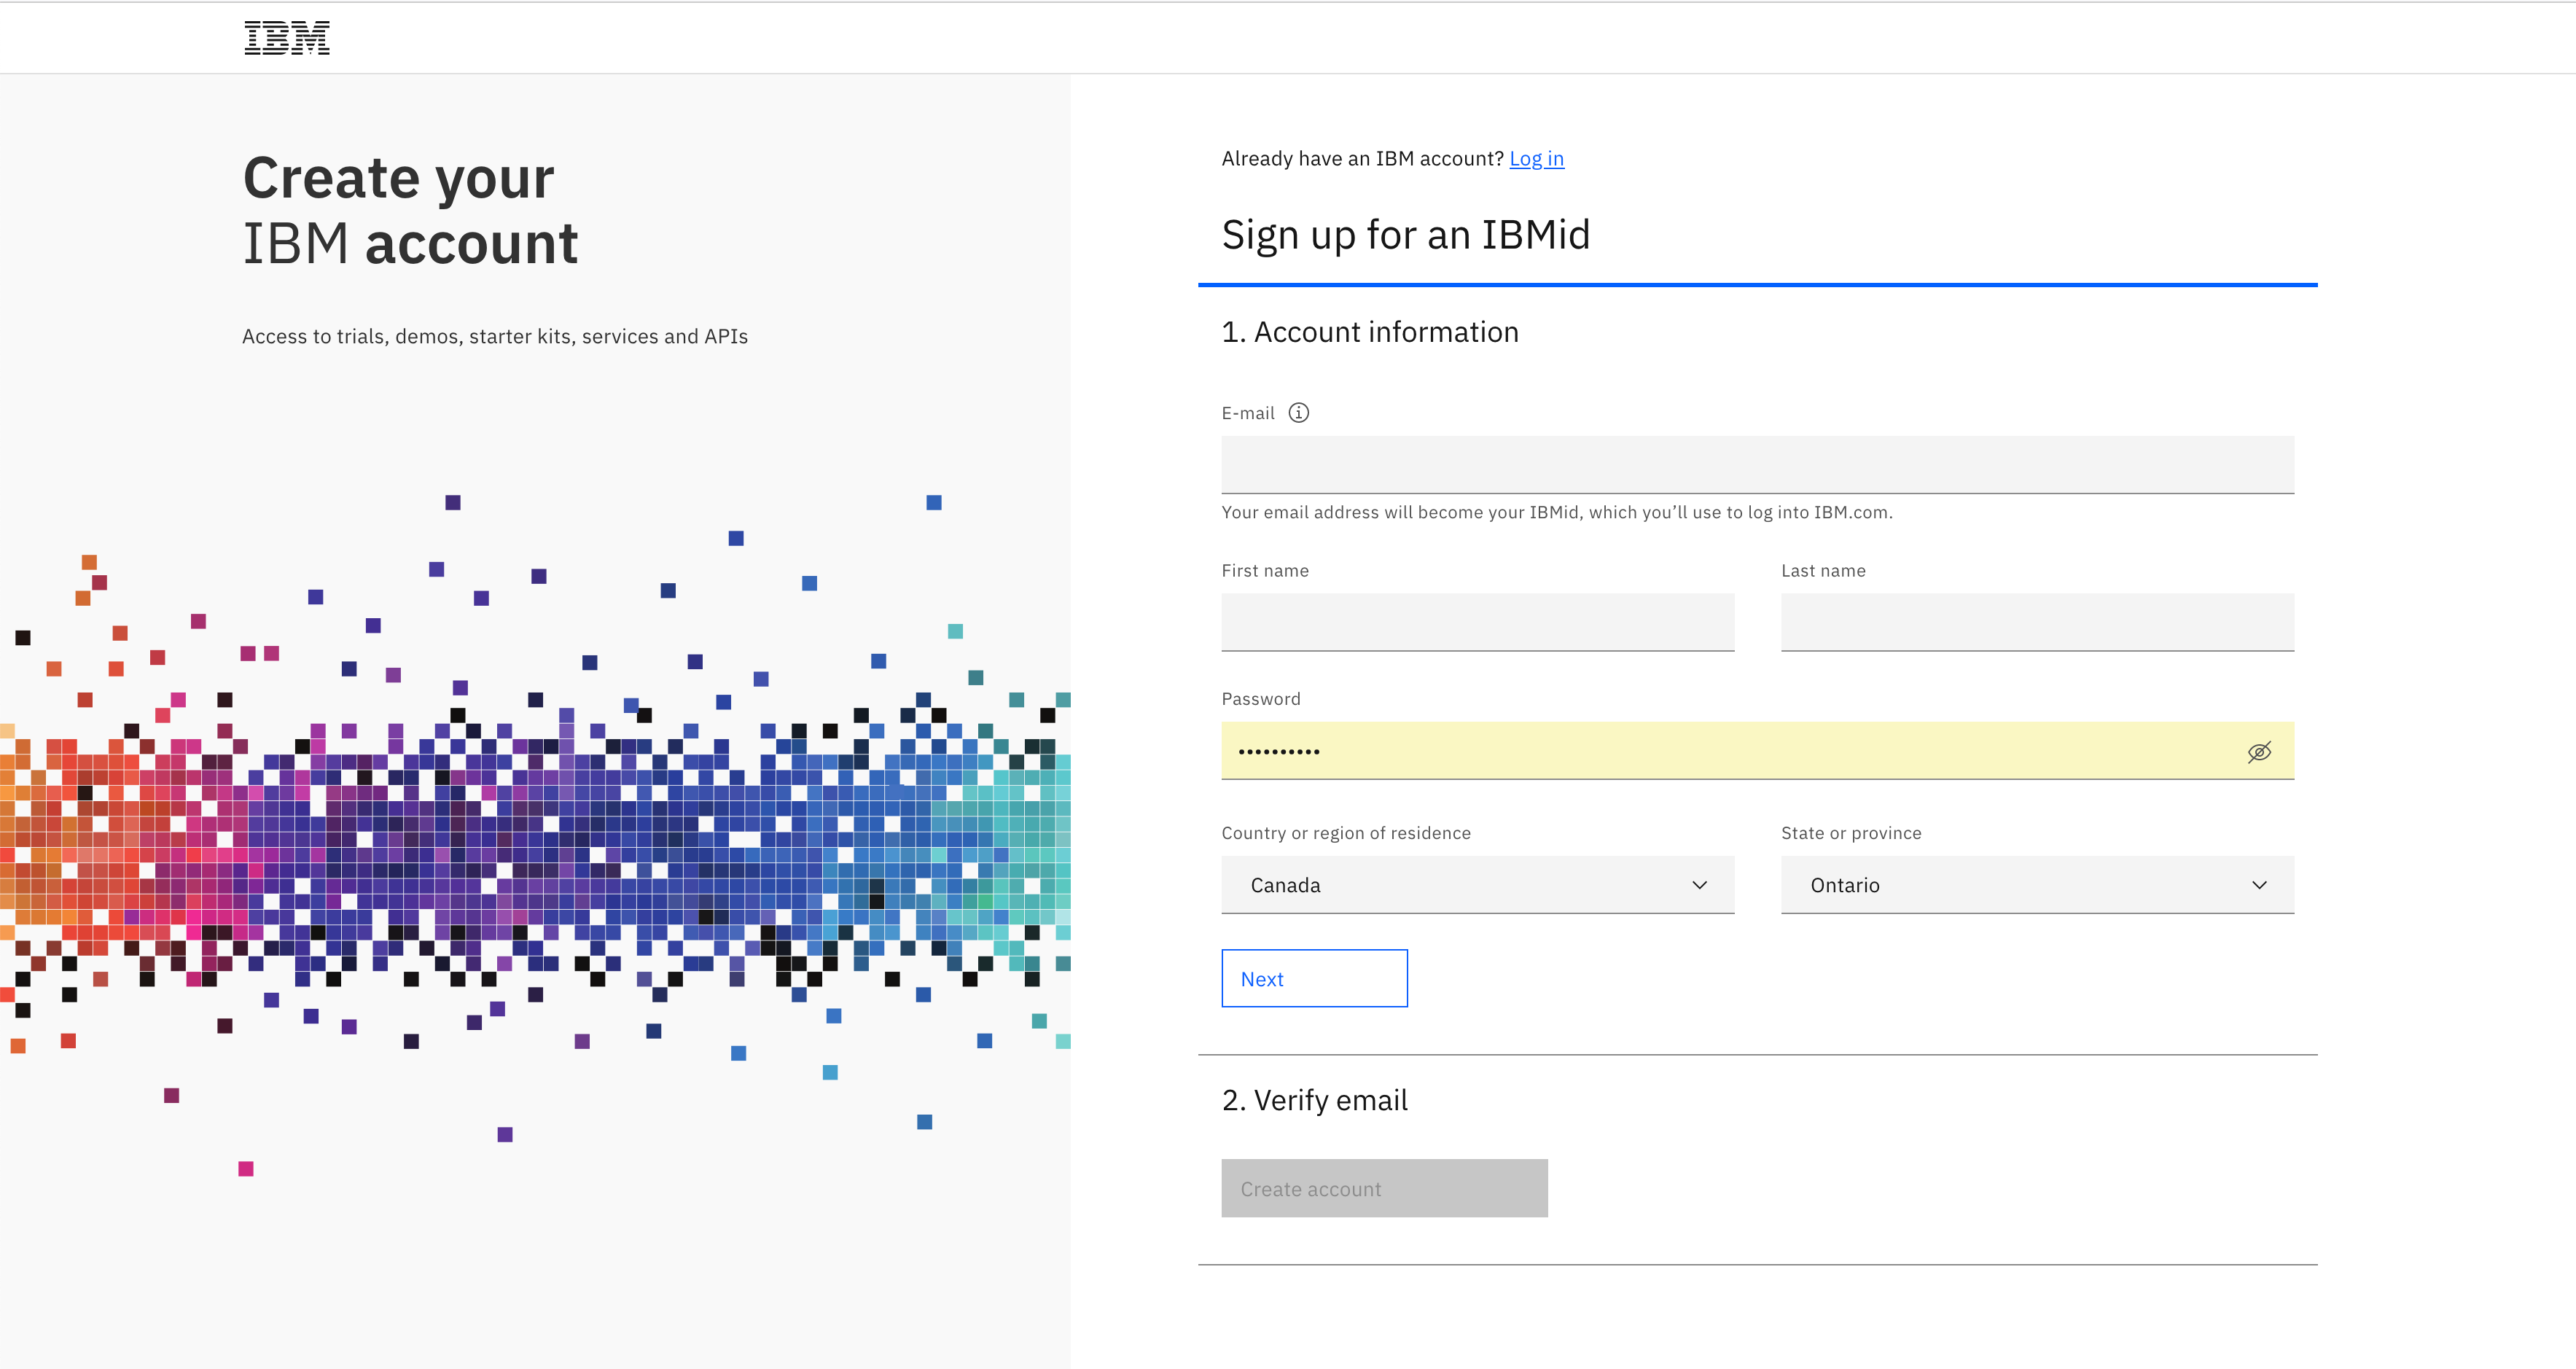 IBM
Create your
IBM account
Access to trials, demos, starter kits, services and APIs
Already have an IBM account? Log in
Sign up for an IBMid
1. Account information
E-mail
Your email address will become your IBMid, which you’ll use to log into IBM.com.
First name
Last name
Password
••••••••••
Country or region of residence
State or province
Canada
Ontario
Next
2. Verify email
Create account